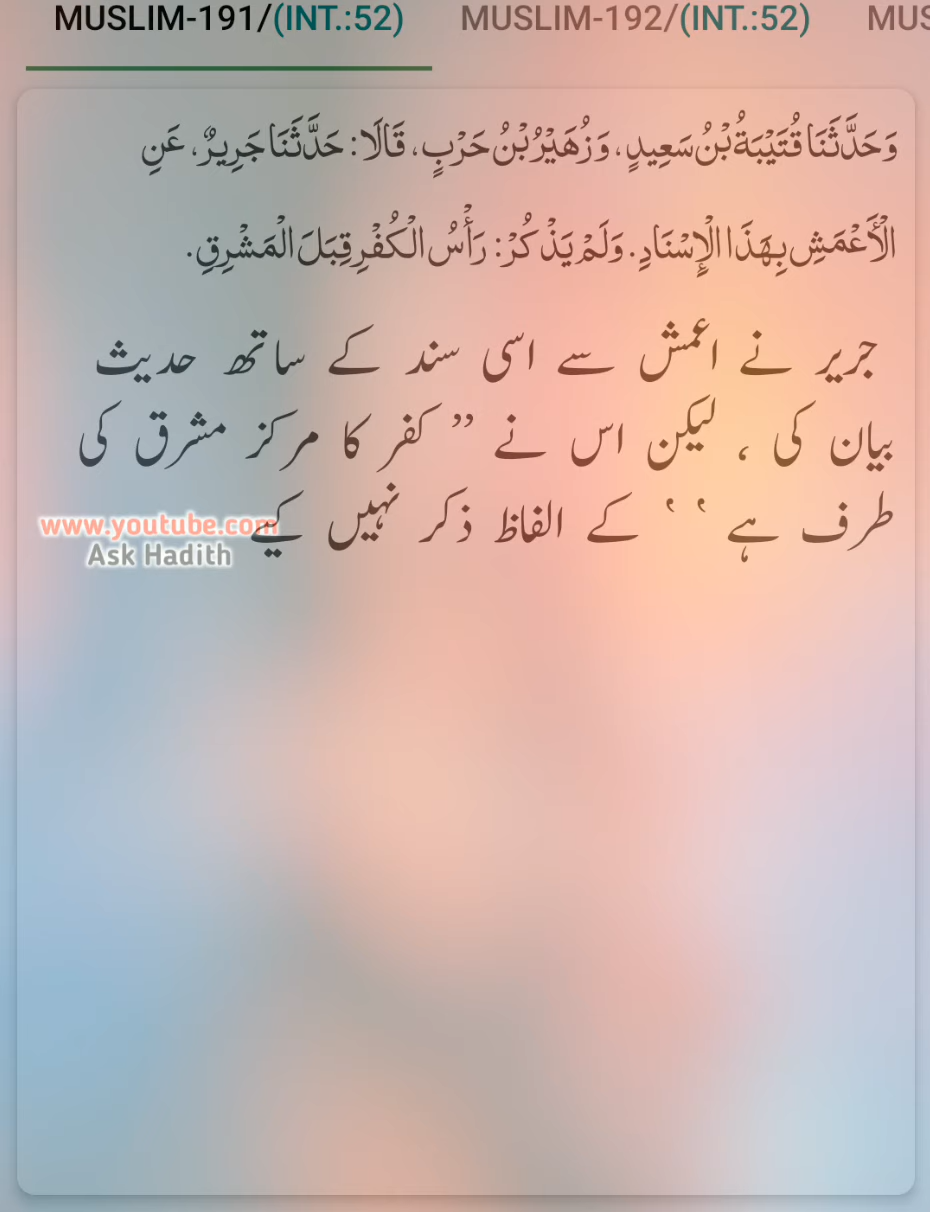 MUSLIM-191/(INT.:52) MUSLIM-192/(INT.:52) MUS
وَحَدَّثَنَا قُتَيْبَةُ بْنُ سَعِيدٍ، وَزُهَيْرُ بْنُ حَرْبٍ، قَالَا: حَدَّثَنَا جَرِيرٌ، عَنِ
الْأَعْمَشِ بِهَذَا الْإِسْنَادِ. وَلَمْ يَذْكُرْ: رَأْسُ الْكُفْرِ قِبَلَ الْمَشْرِقِ.
جریر نے اعمش سے اسی سند کے ساتھ حدیث
بیان کی ، لیکن اس نے ’’ کفر کا مرکز مشرق کی
طرف ہے ‘ ‘ کے الفاظ ذکر نہیں کیے
www.youtube.com
Ask Hadith